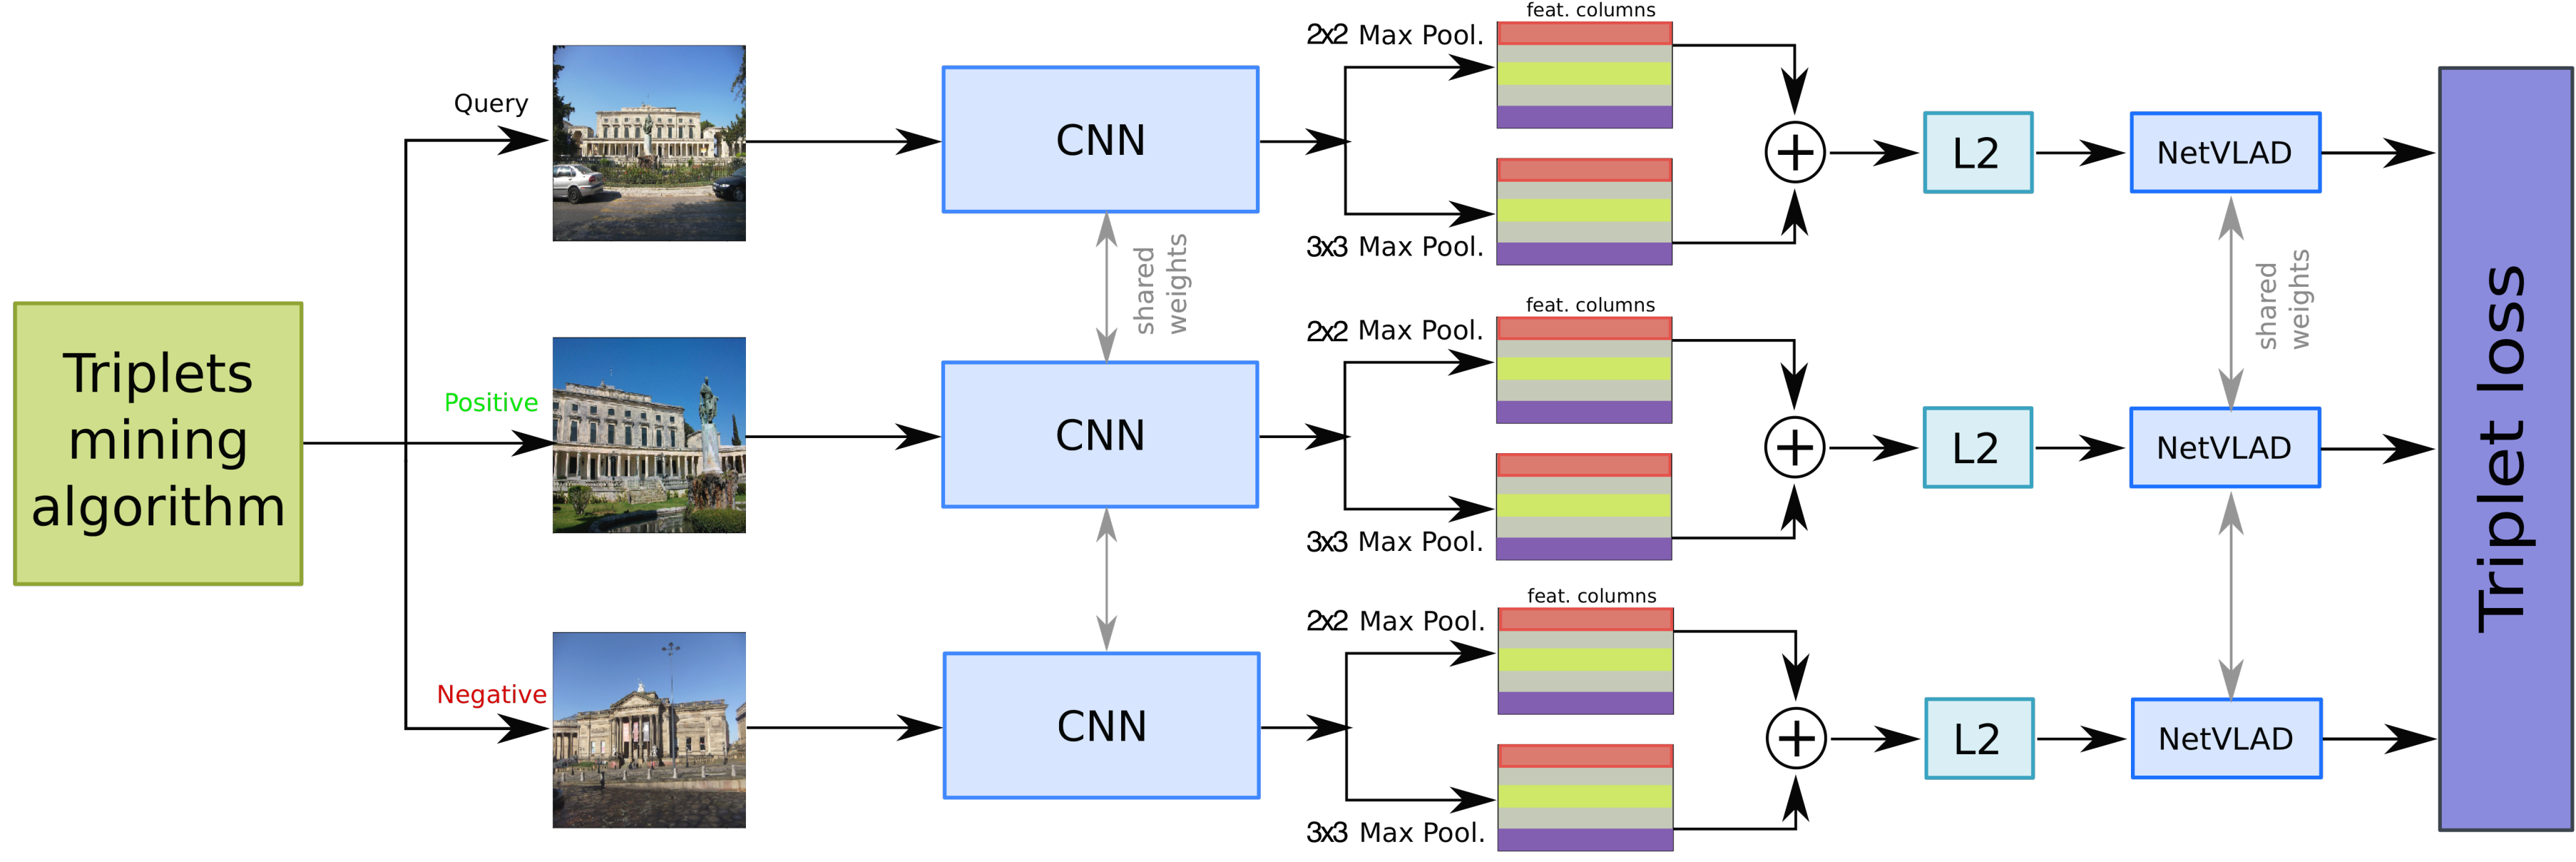 Triplets
mining
algorithm
Query
CNN
2x2 Max Pool.
feat. columns
3x3 Max Pool.
L2
NetVLAD
shared
weights
shared
weights
Positive
CNN
2x2 Max Pool.
feat. columns
3x3 Max Pool.
L2
NetVLAD
Negative
CNN
2x2 Max Pool.
feat. columns
3x3 Max Pool.
L2
NetVLAD
Triplet loss